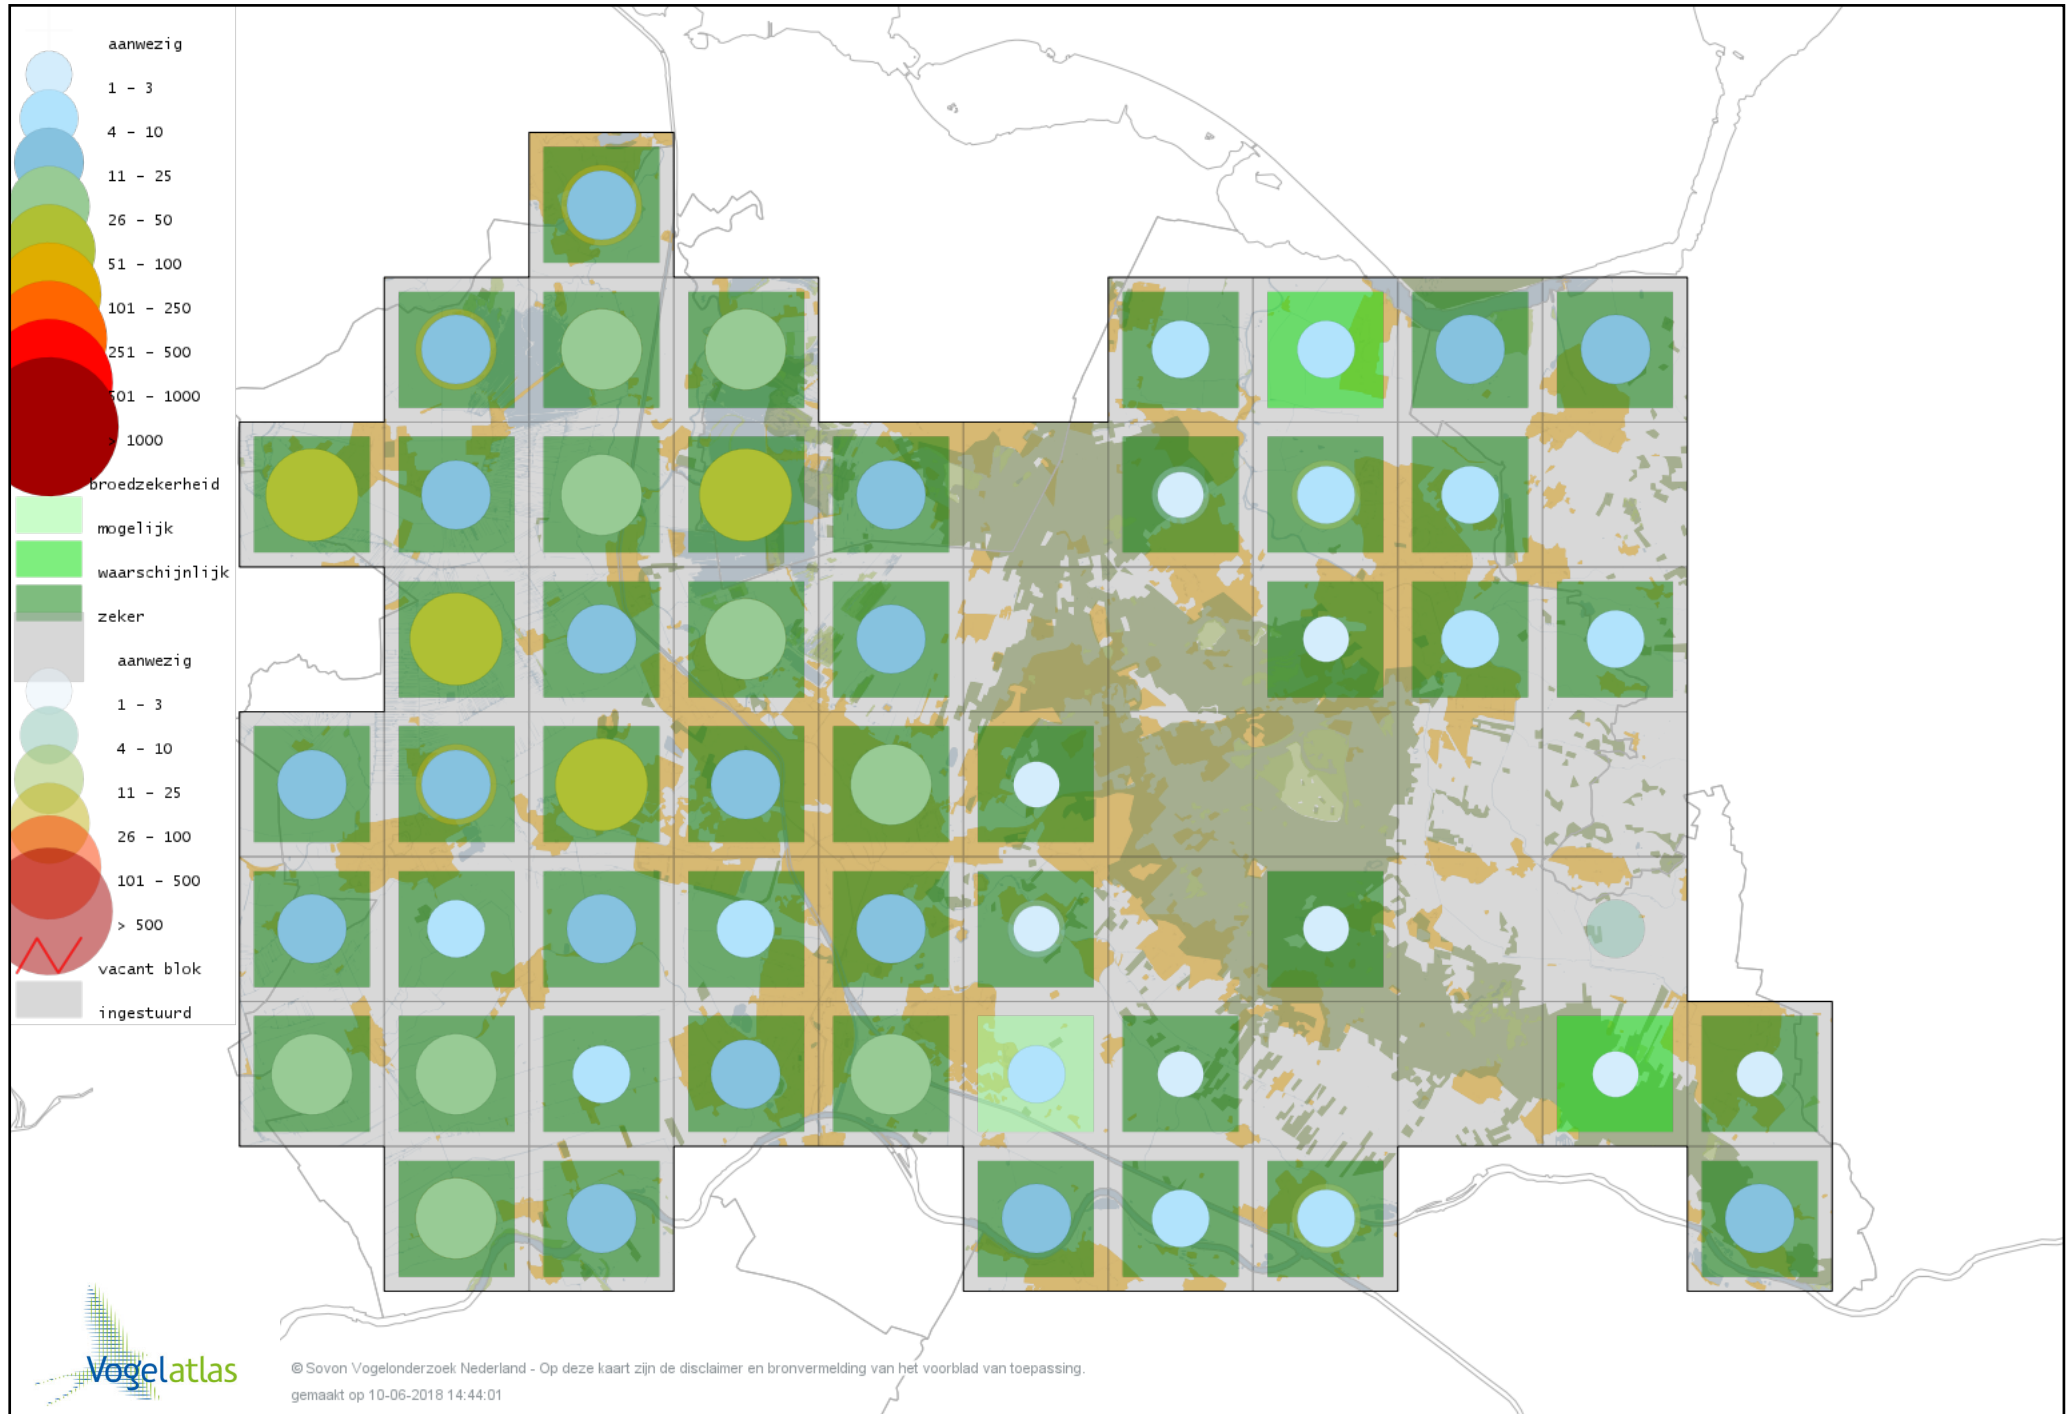 aanwezig
1 - 3
4 - 10
11 - 25
26 - 50
51 - 100
101 - 250
251 - 500
501 - 1000
> 1000
broedzekerheid
mogelijk
waarschijnlijk
zeker
aanwezig
1 - 3
4 - 10
11 - 25
26 - 100
101 - 500
> 500
vacant blok
ingestuurd
Vogelatlas
© Sovon Vogelonderzoek Nederland - Op deze kaart zijn de disclaimer en bronvermelding van het voorblad van toepassing.
gemaakt op 10-06-2018 14:44:01